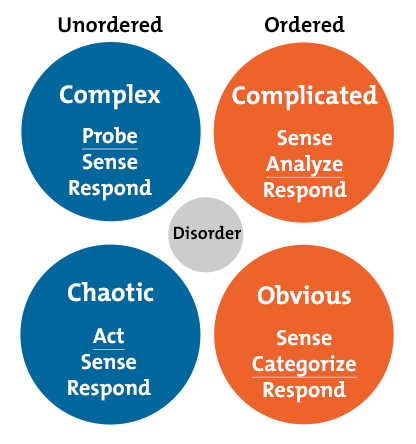 Unordered
Ordered
Complex
Probe
Sense
Respond
Complicated
Sense
Analyze
Respond
Disorder
Chaotic
Act
Sense
Respond
Obvious
Sense
Categorize
Respond